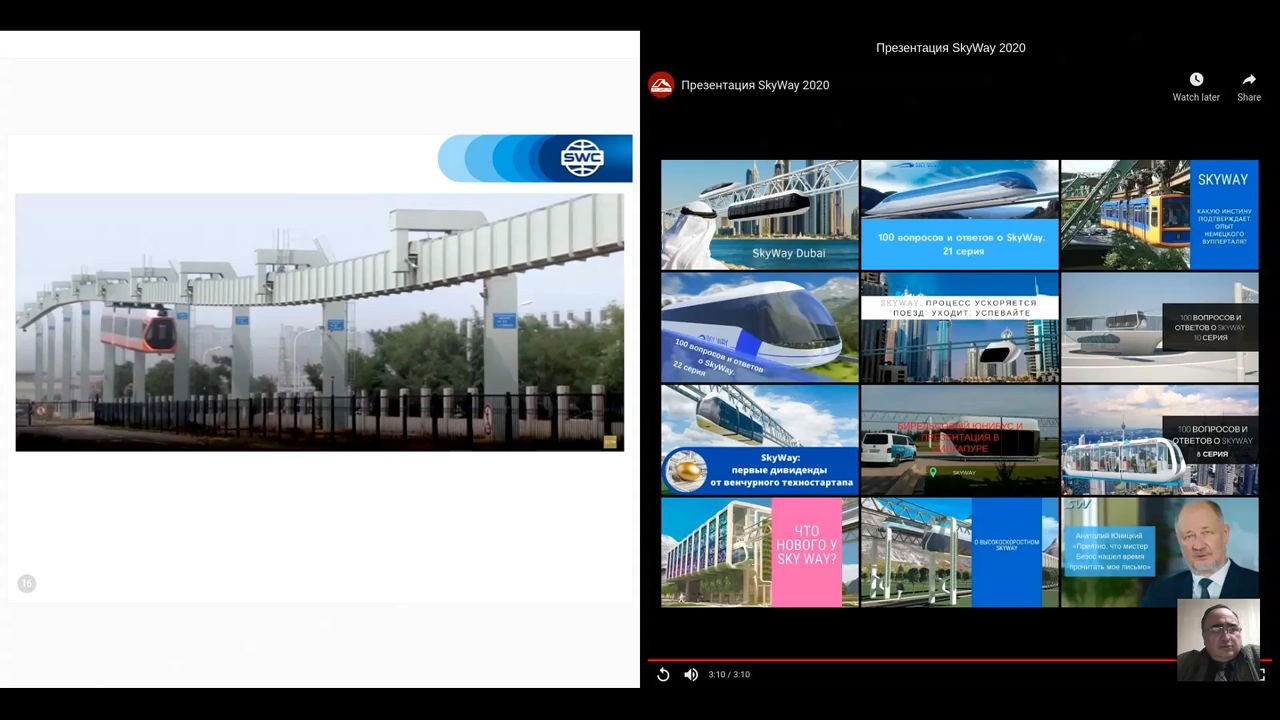 SWC
16
Презентация SkyWay 2020
Презентация SkyWay 2020
Watch later
Share
SkyWay Dubai
100 вопросов и ответов о SkyWay.
21 серия
SKYWAY
КАКУЮ ИСТИНУ
ПОДТВЕРЖДАЕТ
ОПЫТ
НЕМЕЦКОГО
ВУППЕРТАЛЯ?
100 вопросов и ответов
о SkyWay.
22 серия
SKYWAY. ПРОЦЕСС УСКОРЯЕТСЯ.
"ПОЕЗД" УХОДИТ. УСПЕВАЙТЕ
100 ВОПРОСОВ И
ОТВЕТОВ О SKYWAY
10 СЕРИЯ
SkyWay:
первые дивиденды
от венчурного техностартапа
БИРЕЛЬСОВЫЙ ЮНИБУС И
ПРЕЗЕНТАЦИЯ В
SKYWAY
100 ВОПРОСОВ И
ОТВЕТОВ О SKYWAY
8 СЕРИЯ
ЧТО
НОВОГО У
SKY WAY?
О ВЫСОКОСКОРОСТНОМ
SKYWAY
SW
Анатолий Юницкий
«Приятно, что мистер
Безос нашел время
прочитать мое письмо»
3:10 / 3:10